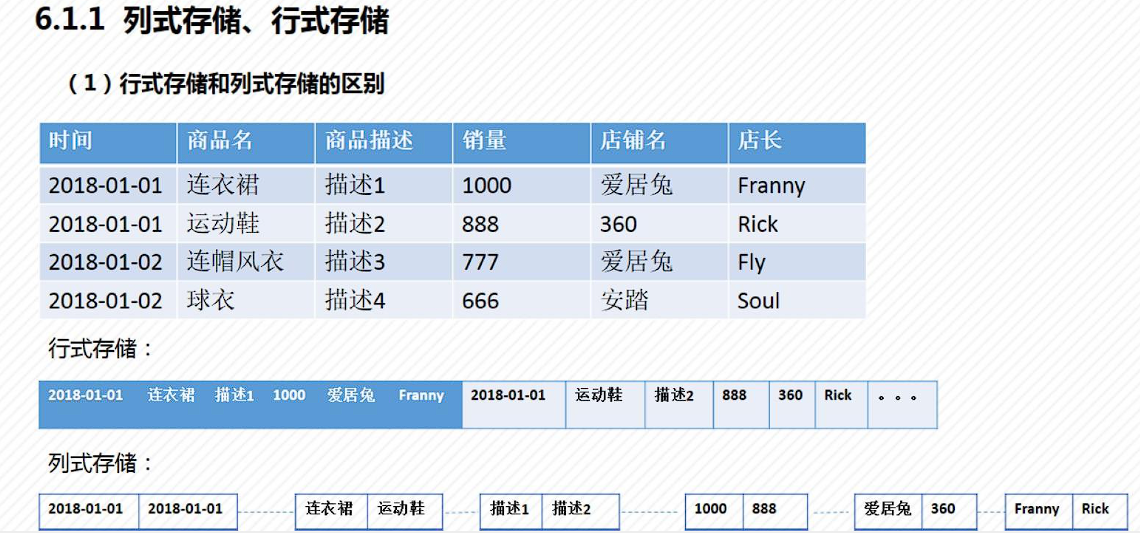 6.1.1 列式存储、行式存储
（1）行式存储和列式存储的区别
时间 商品名 商品描述 销量 店铺名 店长
2018-01-01 连衣裙 描述1 1000 爱居兔 Franny
2018-01-01 运动鞋 描述2 888 360 Rick
2018-01-02 连帽风衣 描述3 777 爱居兔 Fly
2018-01-02 球衣 描述4 666 安踏 Soul
行式存储：
2018-01-01 连衣裙 描述1 1000 爱居兔 Franny 2018-01-01 运动鞋 描述2 888 360 Rick 。。。
列式存储：
2018-01-01 2018-01-01 连衣裙 运动鞋 描述1 描述2 1000 888 爱居兔 360 Franny Rick